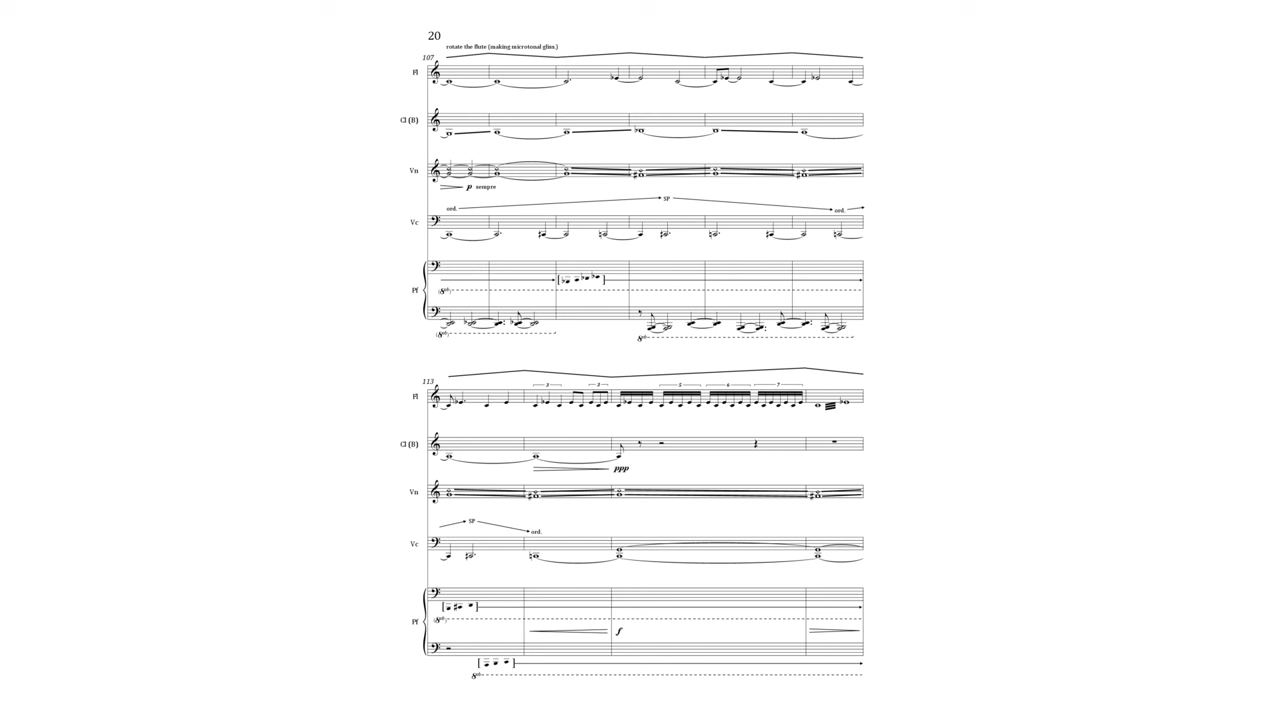 20
rotate the flute (making microtonal gliss.)
107
Fl
Cl (B)
Vn
p sempre
ord. SP ord.
Vc
Pf
(8vb)
(8vb)
8vb
113
3 3 5 6 7
Fl
Cl (B)
ppp
Vn
SP ord.
Vc
(8vb)
Pf
f
8vb